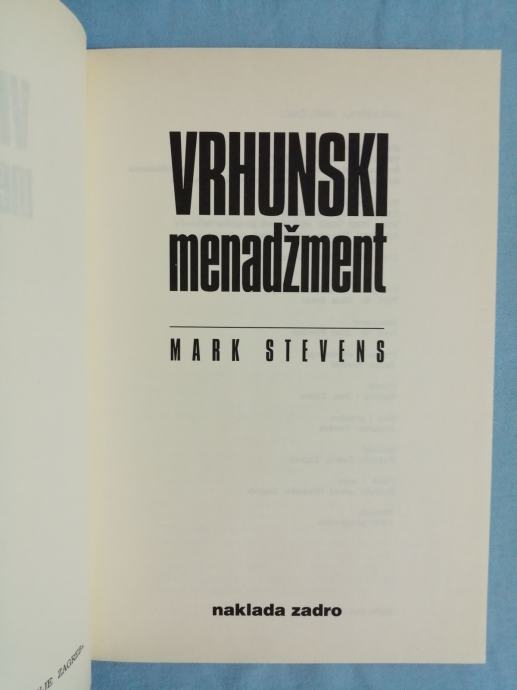 VRHUNSKI
menadžment
MARK STEVENS
naklada zadro